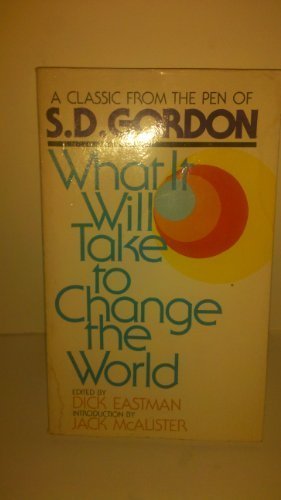 A CLASSIC FROM THE PEN OF
S.D. GORDON
What It
Will
Take
to
Change
the
World
EDITED BY
DICK EASTMAN
INTRODUCTION BY
JACK McALISTER